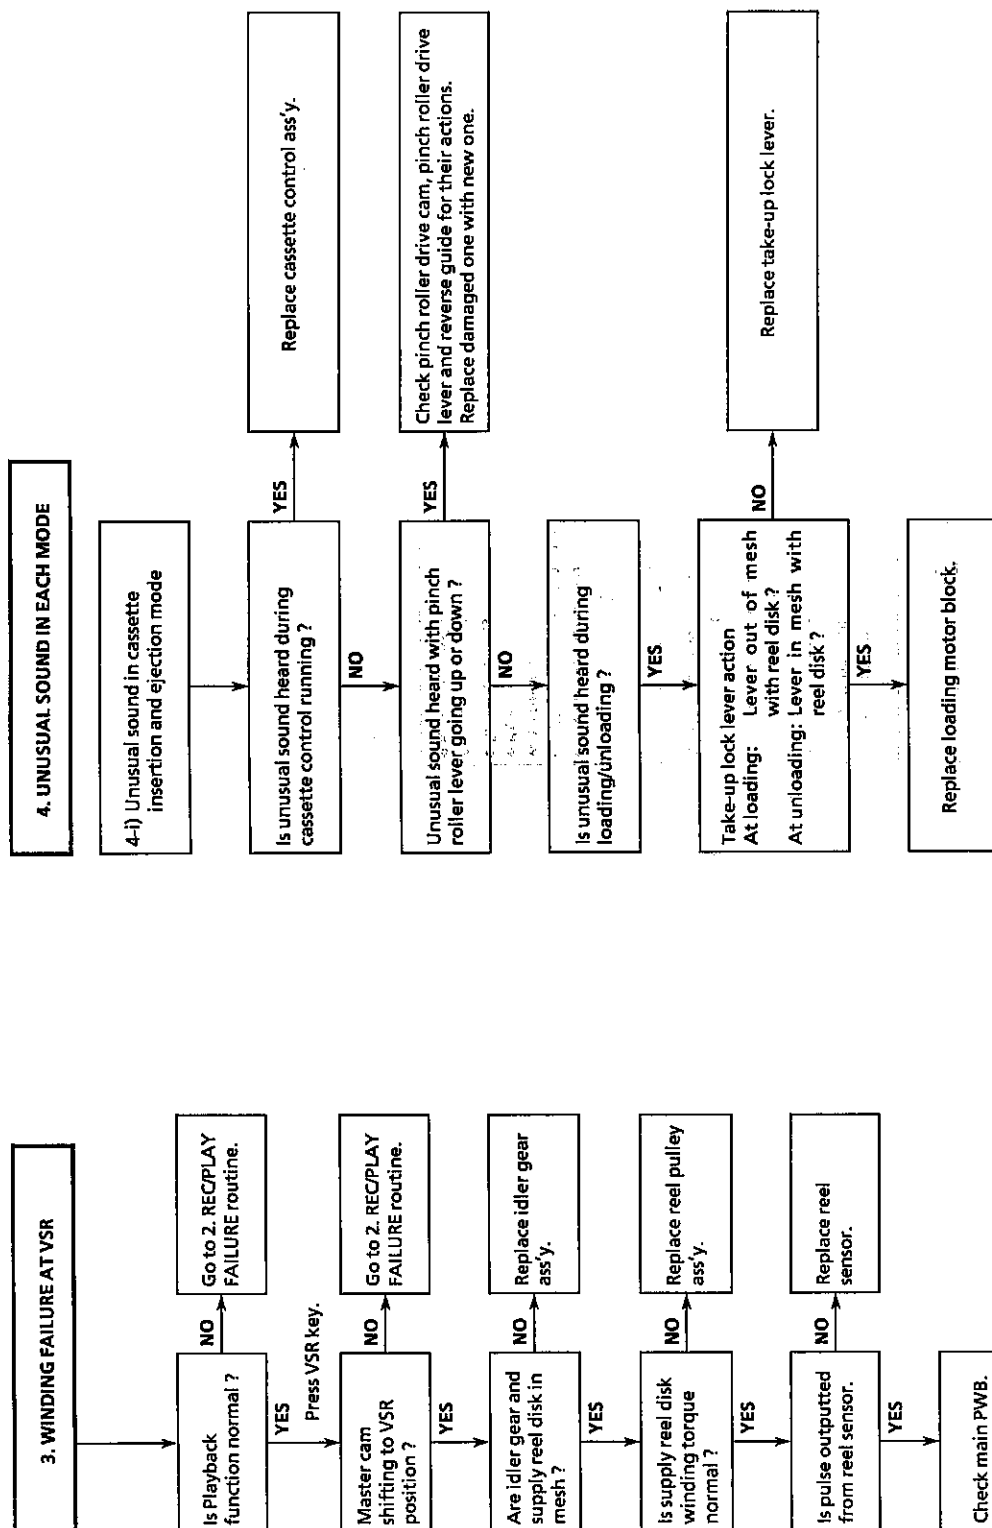 3. WINDING FAILURE AT VSR
Is Playback
function normal ?
NO
Go to 2. REC/PLAY
FAILURE routine.
YES
Press VSR key.
Master cam
shifting to VSR
position ?
NO
Go to 2. REC/PLAY
FAILURE routine.
YES
Are idler gear and
supply reel disk in
mesh ?
NO
Replace idler gear
ass'y.
YES
Is supply reel disk
winding torque
normal ?
NO
Replace reel pulley
ass'y.
YES
Is pulse outputted
from reel sensor.
NO
Replace reel
sensor.
YES
Check main PWB.
4. UNUSUAL SOUND IN EACH MODE
4-i) Unusual sound in cassette
insertion and ejection mode
Is unusual sound heard during
cassette control running ?
YES
Replace cassette control ass'y.
NO
Unusual sound heard with pinch
roller lever going up or down ?
YES
Check pinch roller drive cam, pinch roller drive
lever and reverse guide for their actions.
Replace damaged one with new one.
NO
Is unusual sound heard during
loading/unloading ?
YES
Take-up lock lever action
At loading: Lever out of mesh
with reel disk ?
At unloading: Lever in mesh with
reel disk ?
NO
Replace take-up lock lever.
YES
Replace loading motor block.